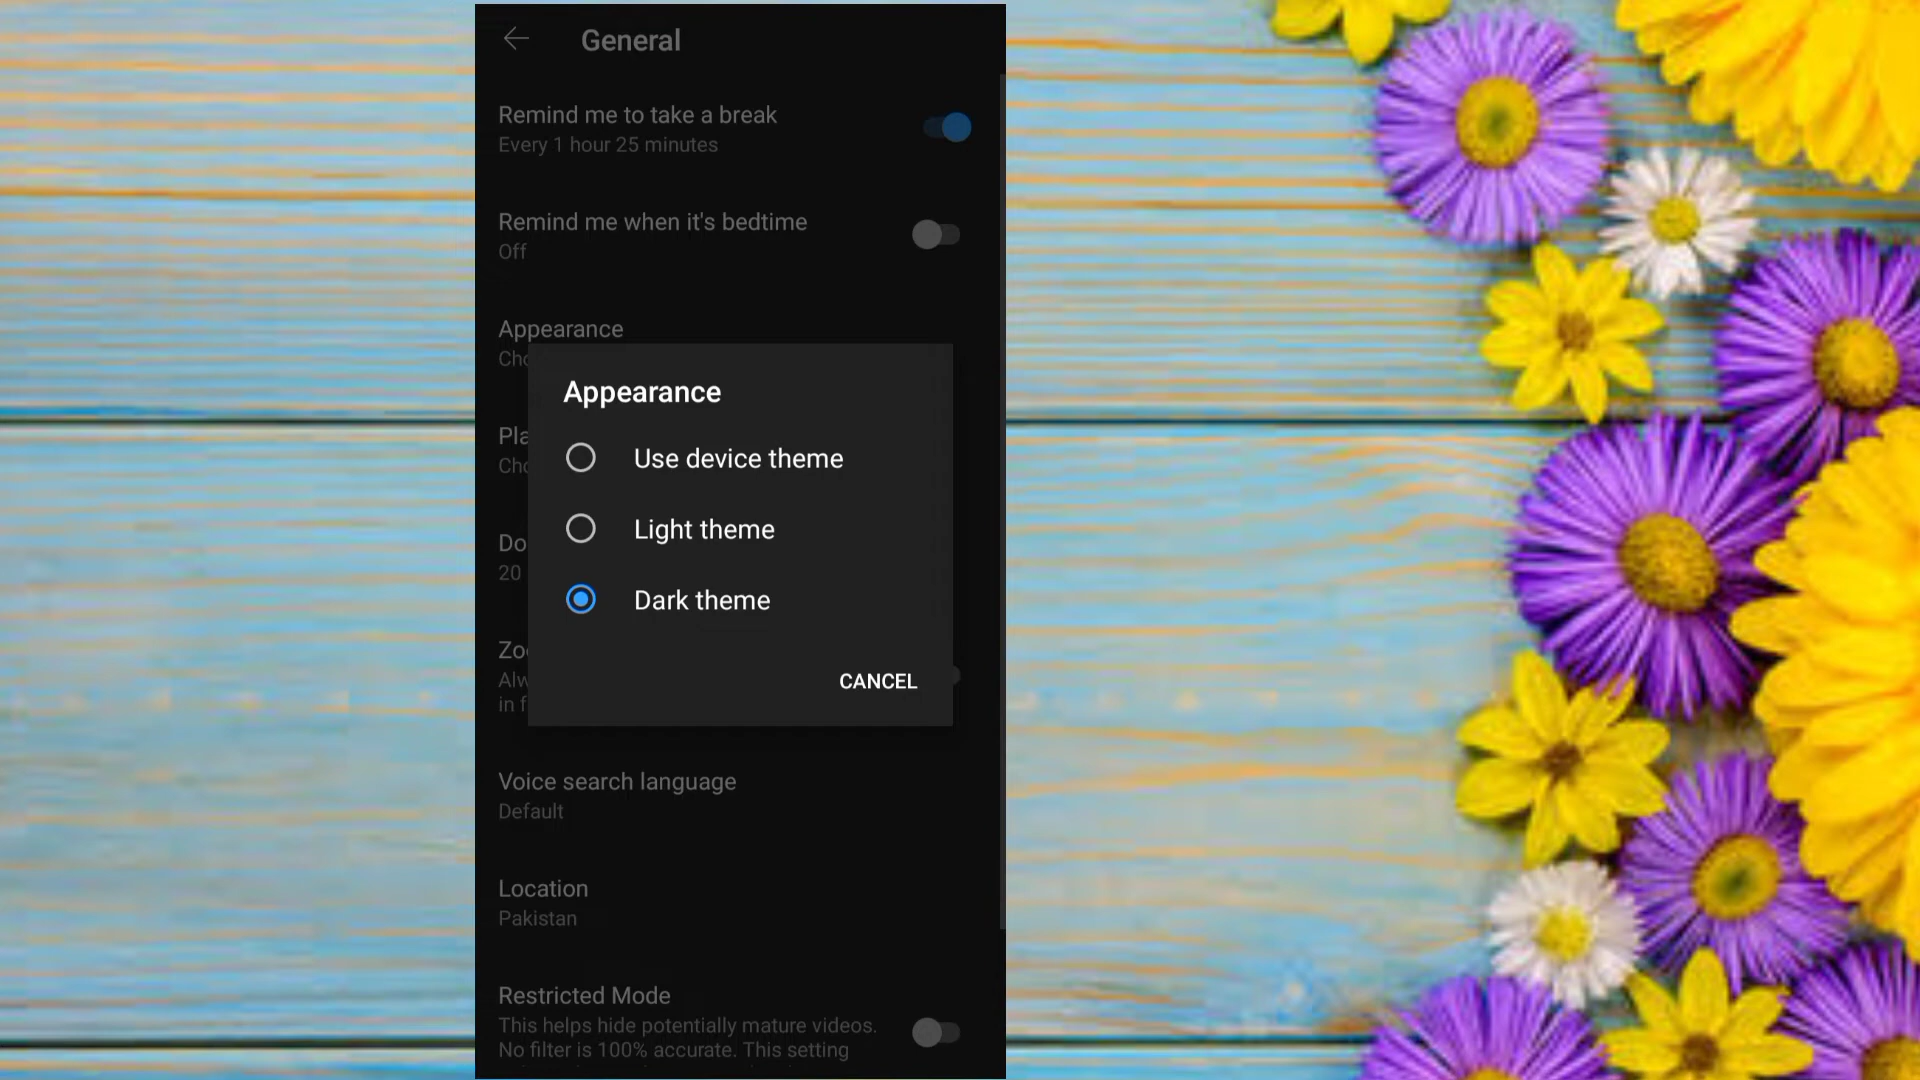 General
Remind me to take a break
Every 1 hour 25 minutes
Remind me when it's bedtime
Off
Appearance
Appearance
Use device theme
Light theme
Dark theme
20
in f
CANCEL
Voice search language
Default
Location
Pakistan
Restricted Mode
This helps hide potentially mature videos.
No filter is 100% accurate. This setting